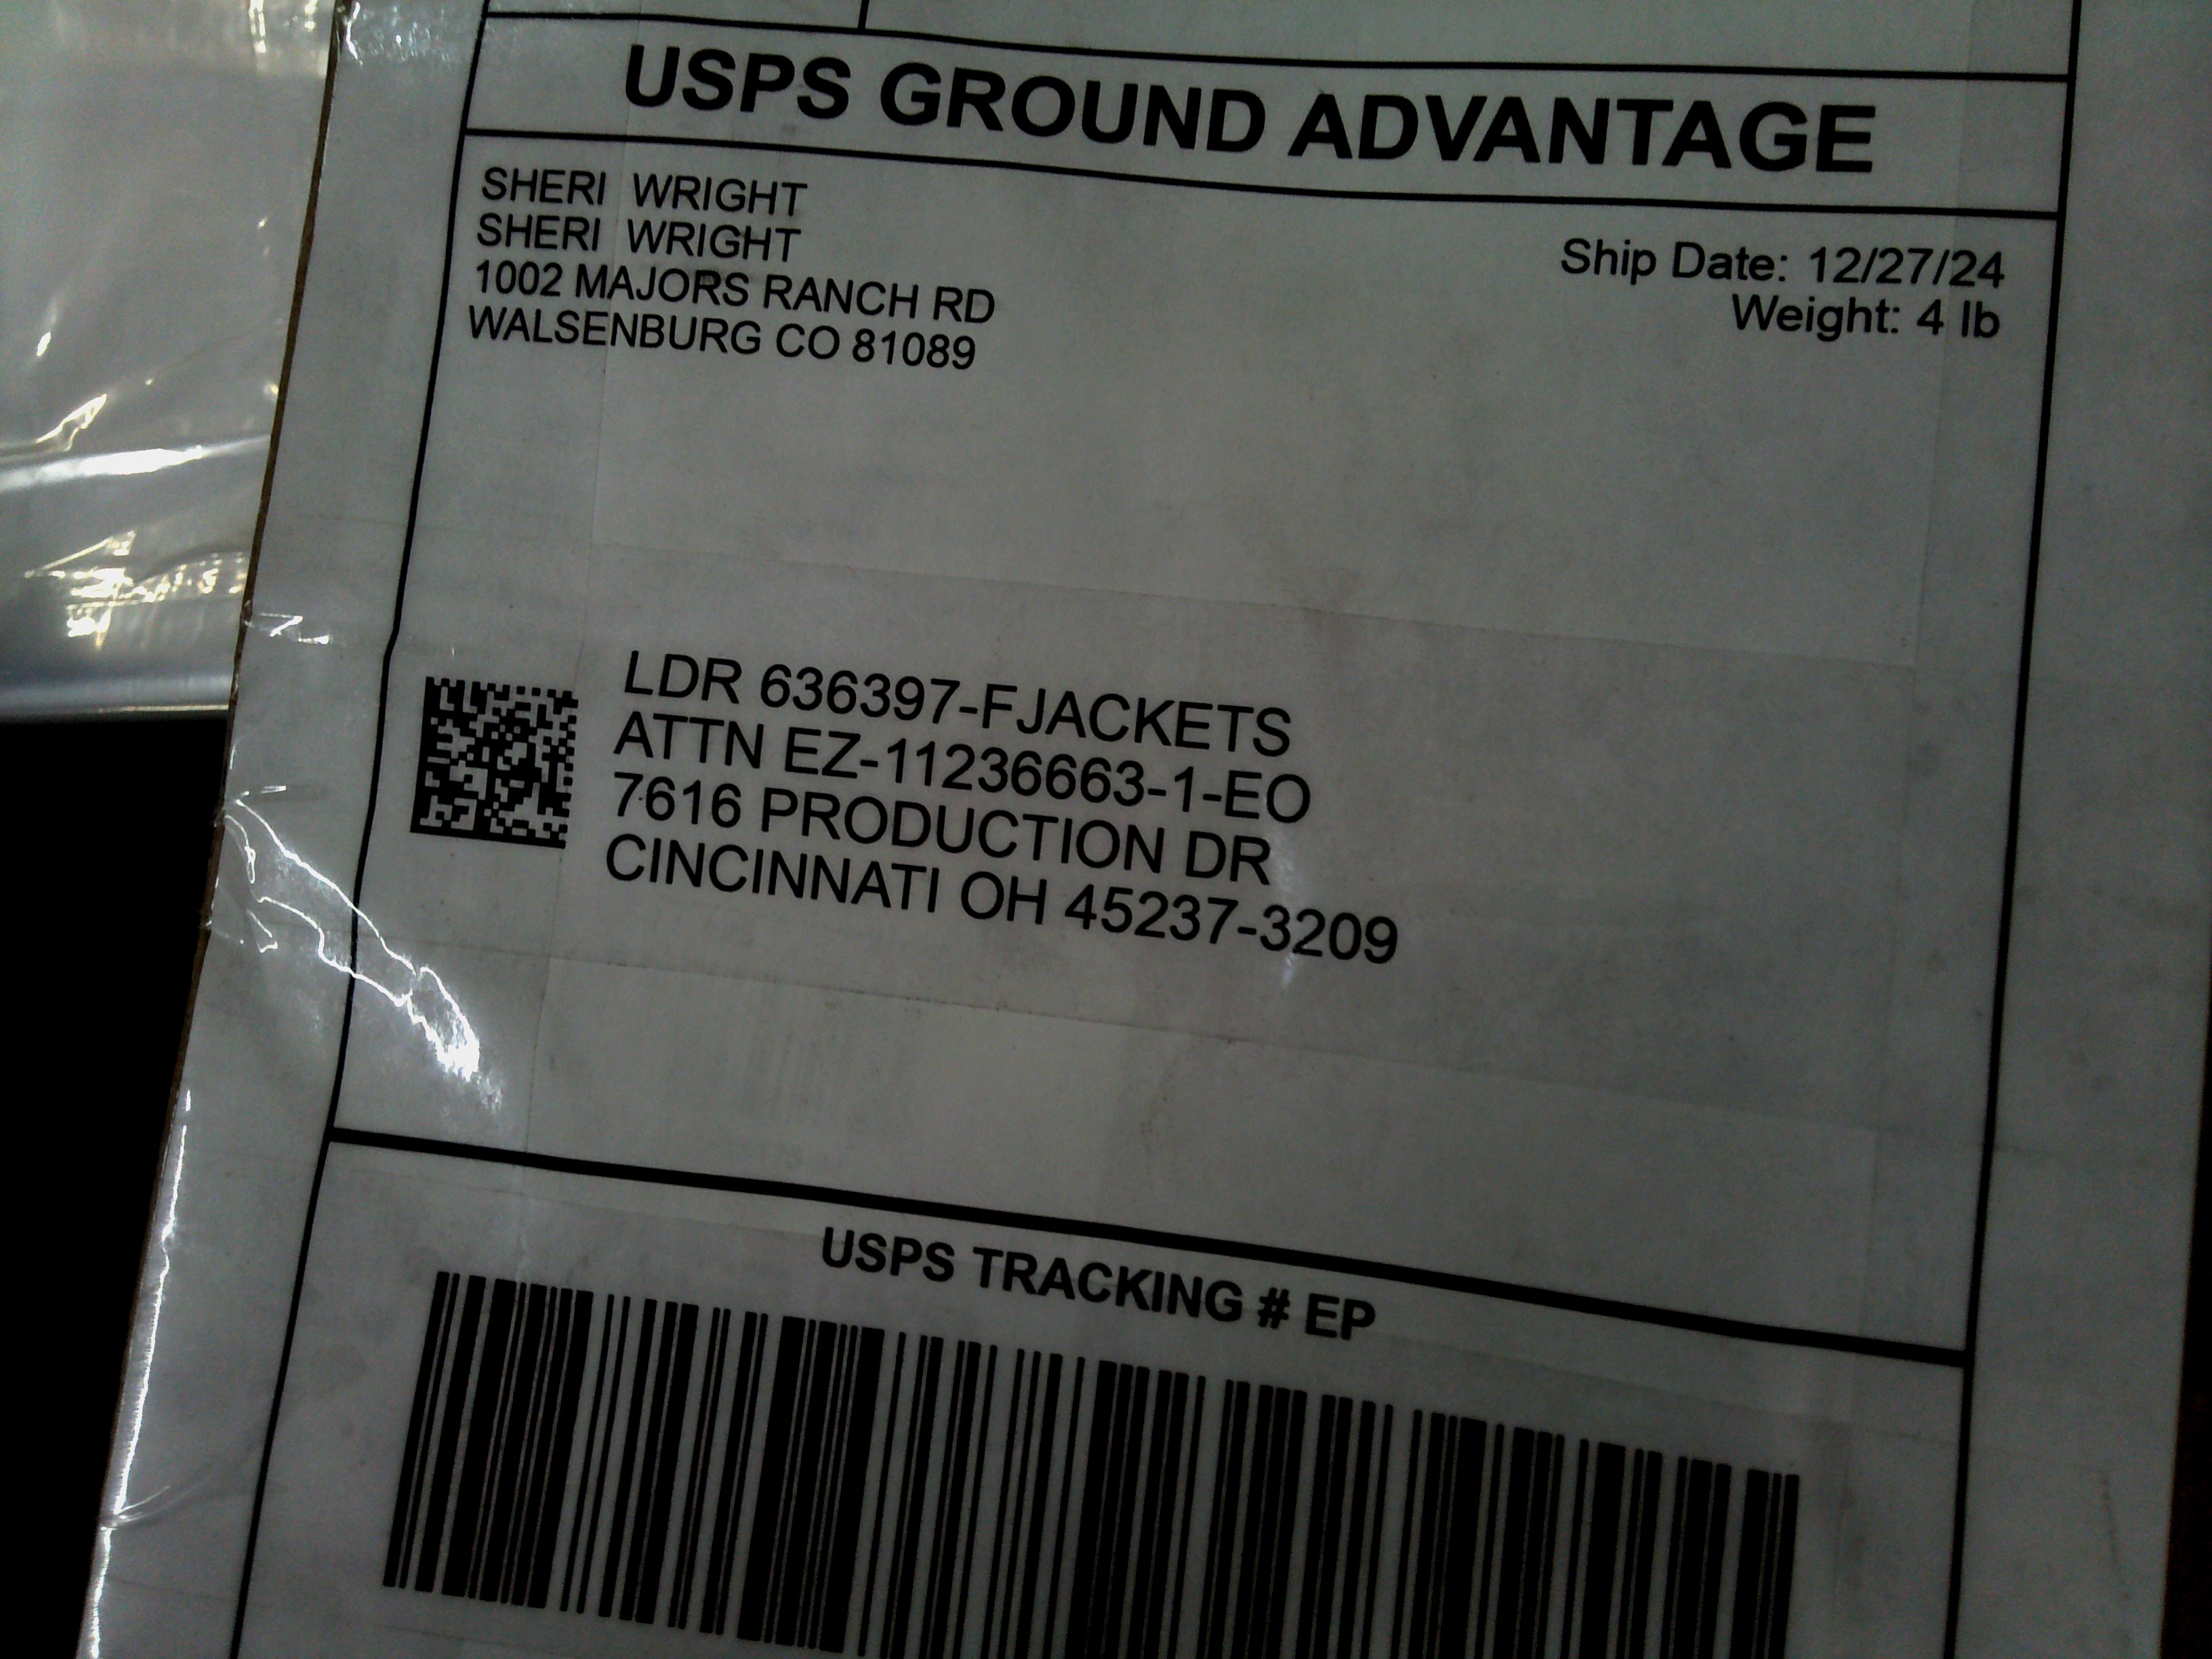 USPS GROUND ADVANTAGE
SHERI WRIGHT
SHERI WRIGHT
1002 MAJORS RANCH RD
WALSENBURG CO 81089
Ship Date: 12/27/24
Weight: 4 lb
LDR 636397-FJACKETS
ATTN EZ-11236663-1-EO
7616 PRODUCTION DR
CINCINNATI OH 45237-3209
USPS TRACKING # EP